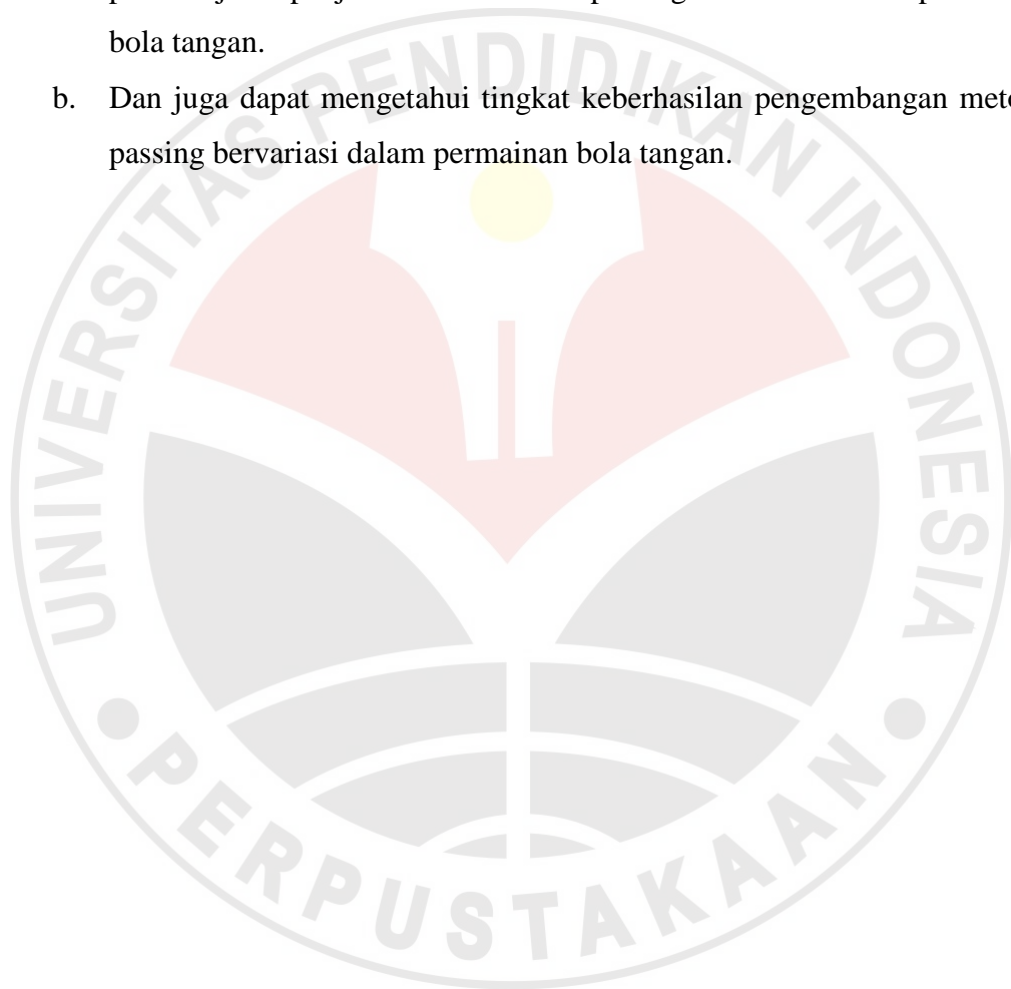 bola tangan.
b. Dan juga dapat mengetahui tingkat keberhasilan pengembangan
passing bervariasi dalam permainan bola tangan.
UNIVERSITAS PENDIDIKAN INDONESIA
PERPUSTAKAAN